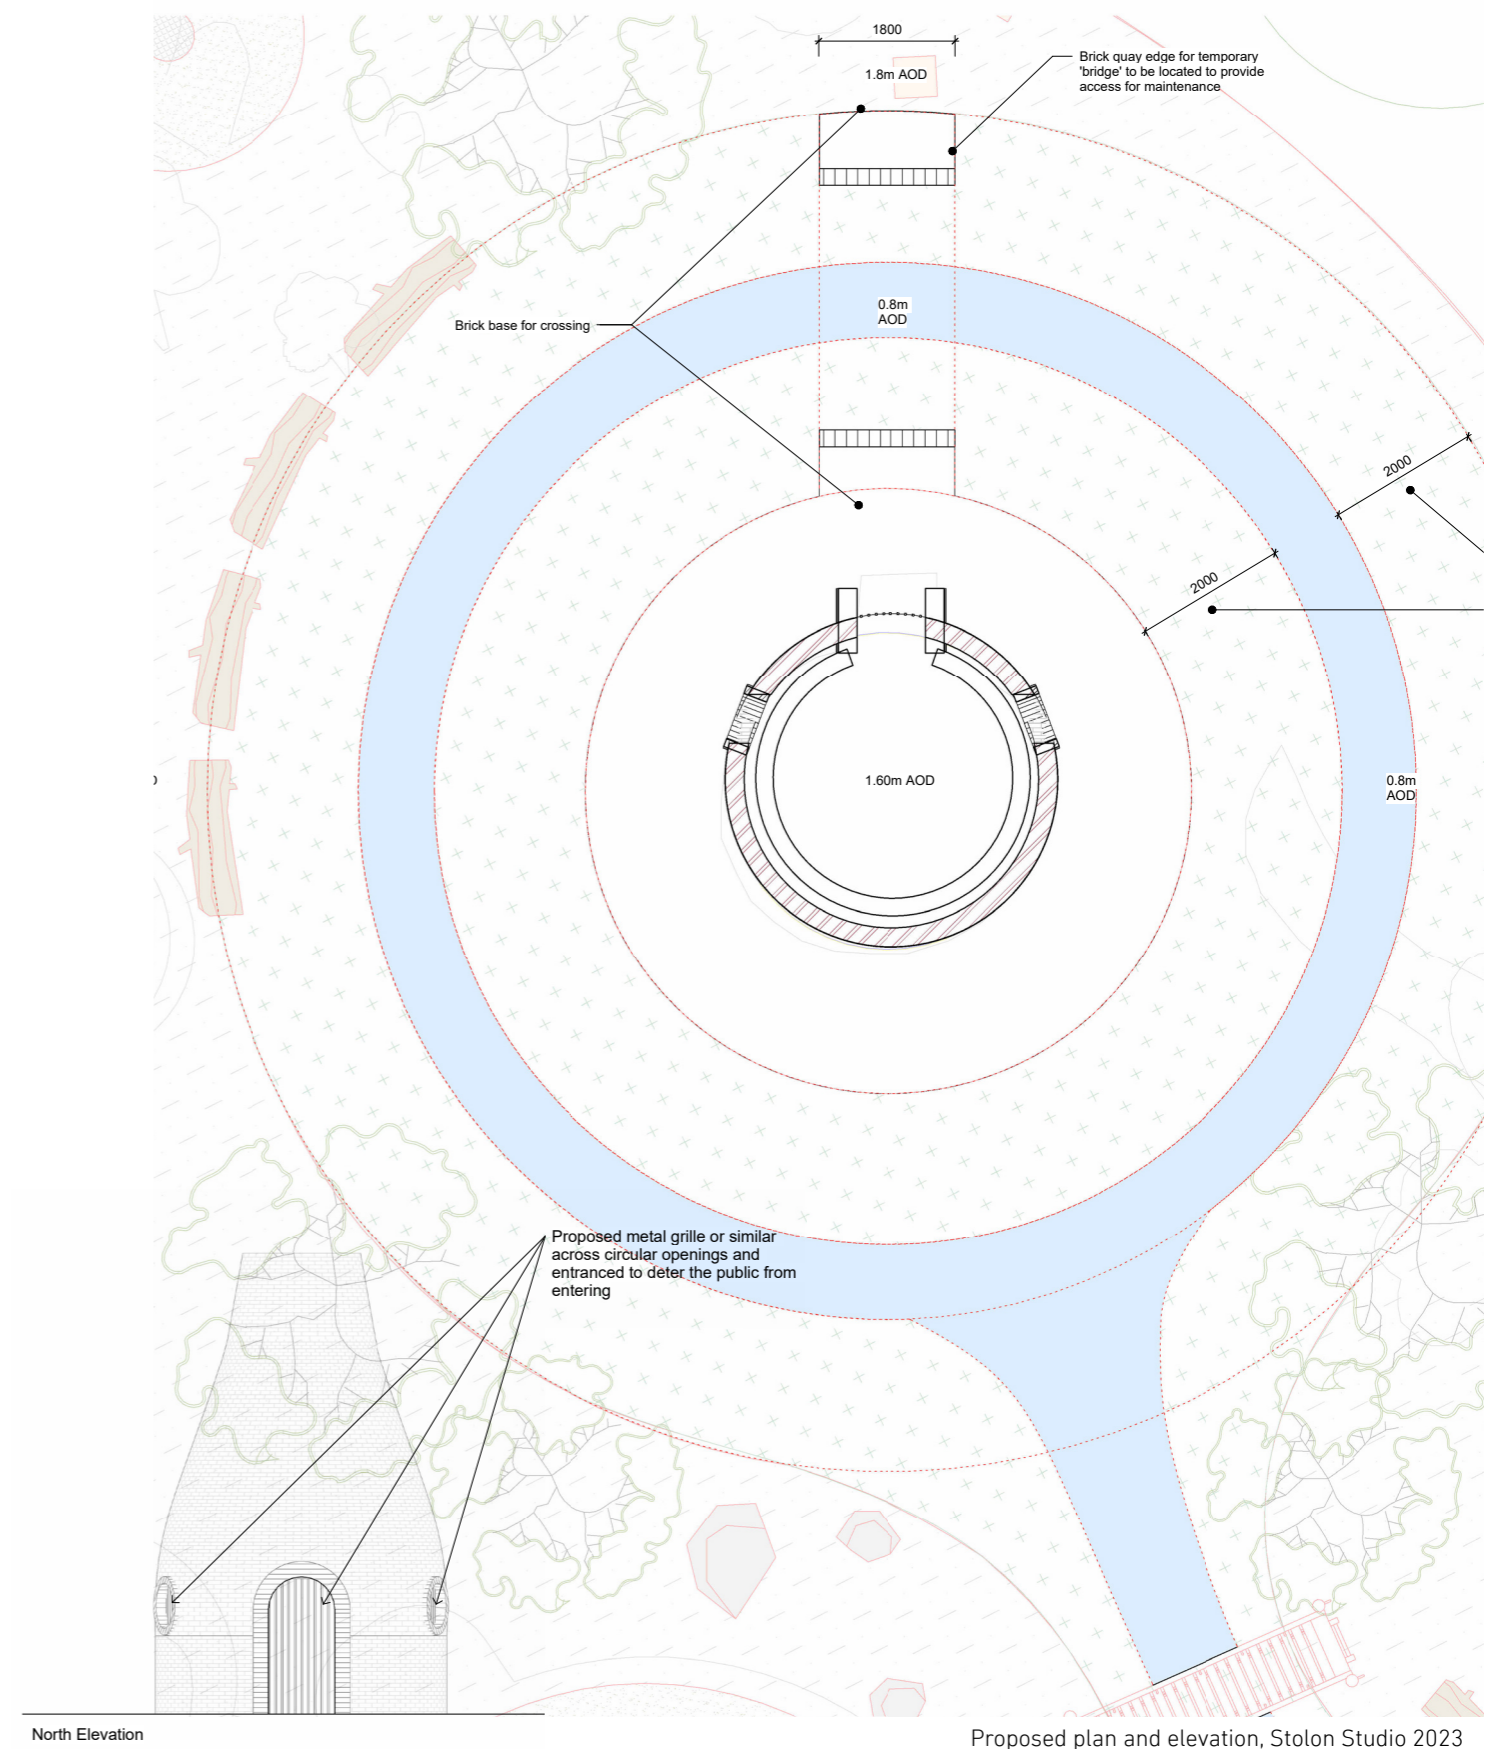 1800
1.8m AOD
Brick quay edge for temporary
'bridge' to be located to provide
access for maintenance
0.8m
AOD
Brick base for crossing
2000
2000
1.60m AOD
0.8m
AOD
Proposed metal grille or similar
across circular openings and
entranced to deter the public from
entering
North Elevation
Proposed plan and elevation, Stolon Studio 2023